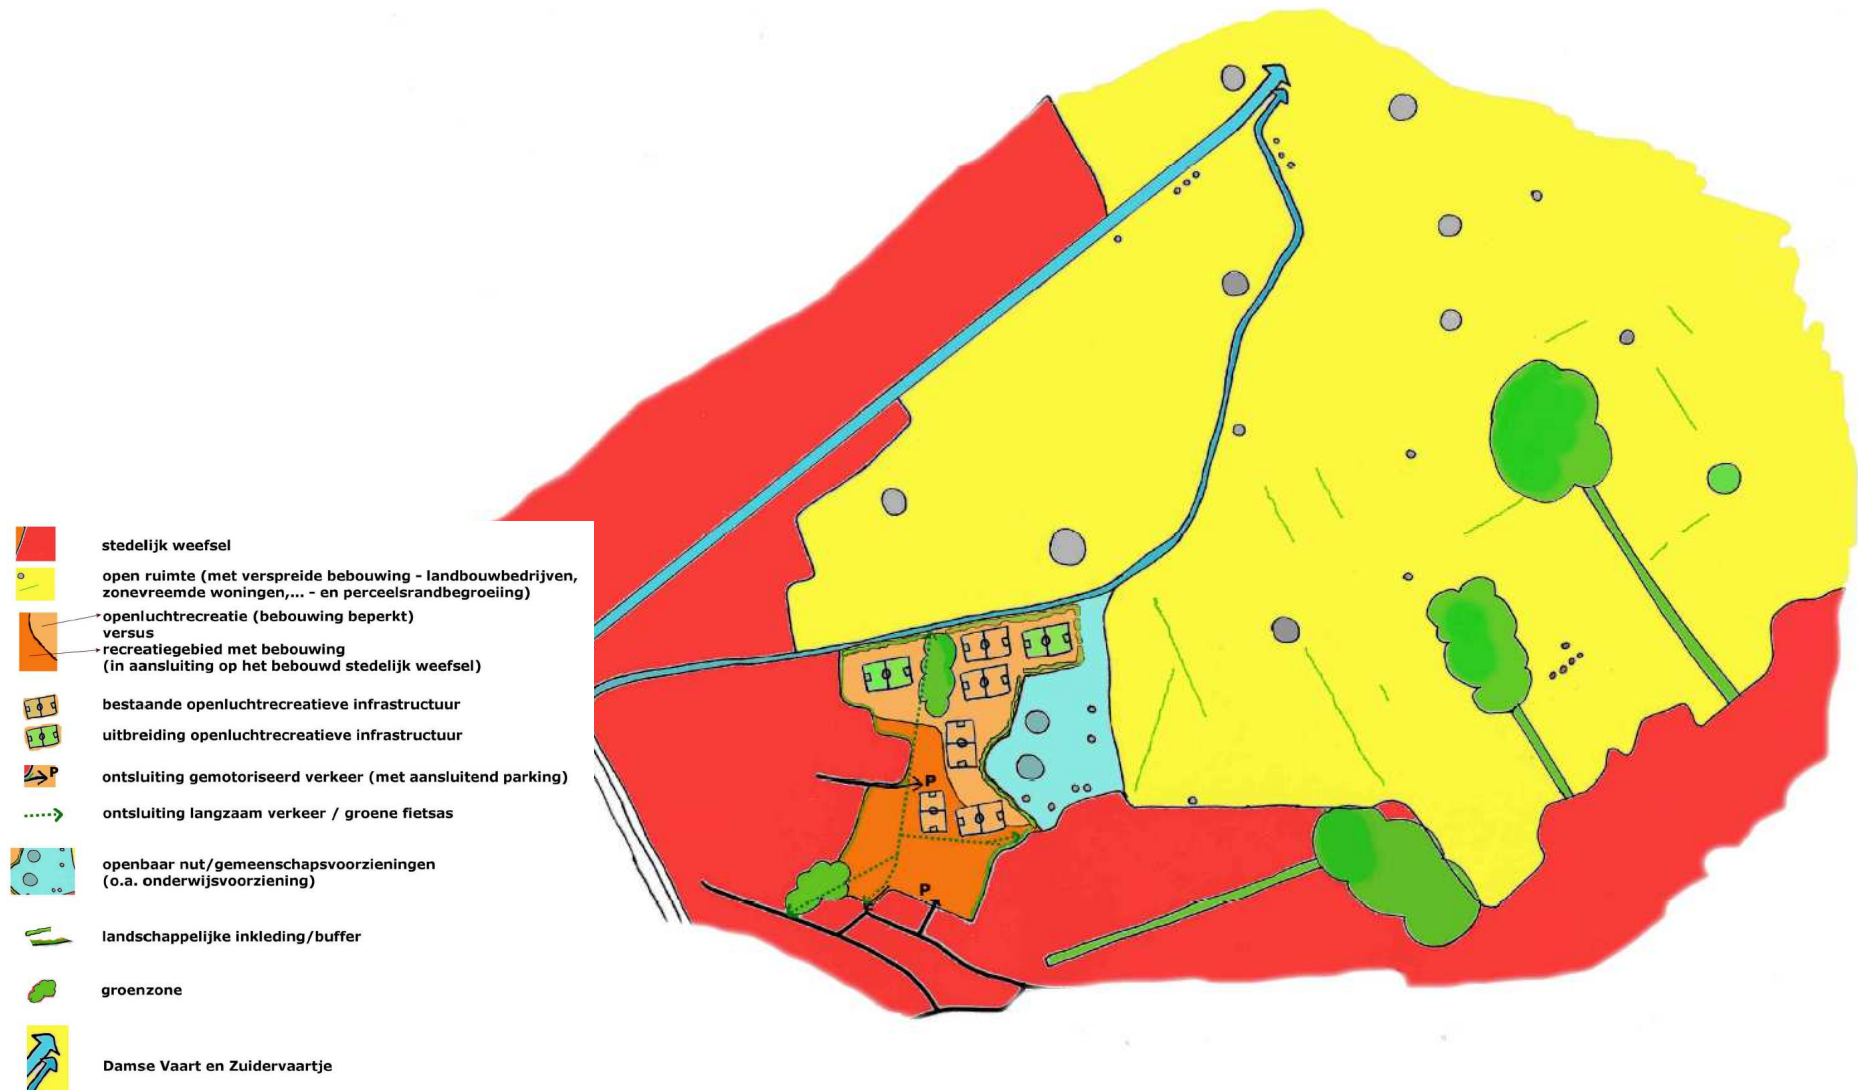 stedelijk weefsel
open ruimte (met verspreide bebouwing - landbouwbedrijven,
zonevreemde woningen,... - en perceelsrandbegroeiing)
openluchtrecreatie (bebouwing beperkt)
versus
recreatiegebied met bebouwing
(in aansluiting op het bebouwd stedelijk weefsel)
bestaande openluchtrecreatieve infrastructuur
uitbreiding openluchtrecreatieve infrastructuur
P
ontsluiting gemotoriseerd verkeer (met aansluitend parking)
ontsluiting langzaam verkeer / groene fietsas
openbaar nut/gemeenschapsvoorzieningen
(o.a. onderwijsvoorziening)
landschappelijke inkleding/buffer
groenzone
Damse Vaart en Zuidervaartje
P
P